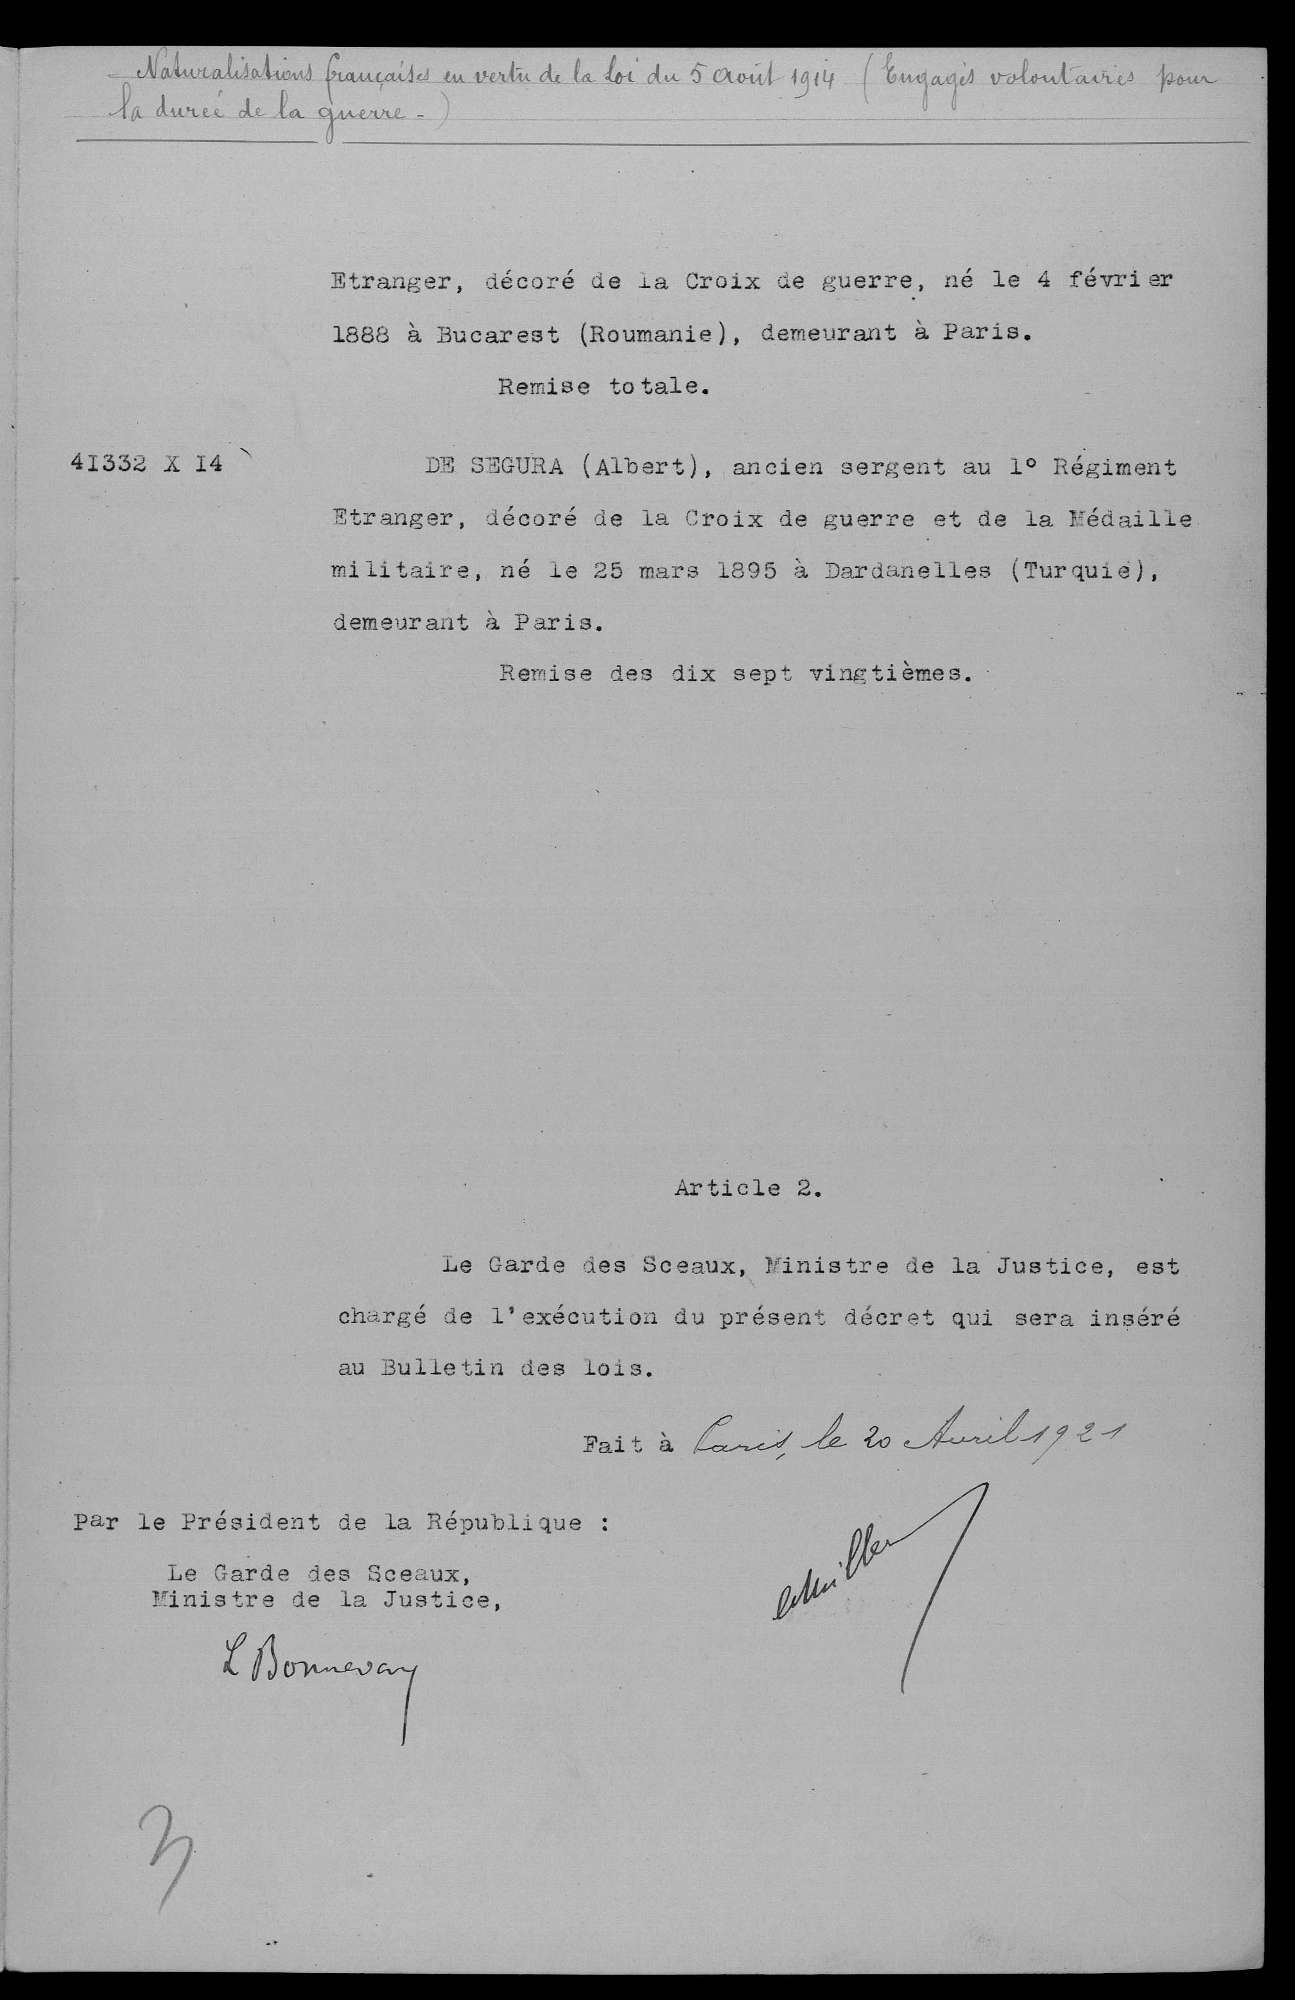 Naturalisations françaises en vertu de la Loi du 5 août 1914 (Engagés volontaires pour
la durée de la guerre -)
Etranger, décoré de la Croix de guerre, né le 4 février
1888 à Bucarest (Roumanie), demeurant à Paris.
Remise totale.
41332 X 14
DE SEGURA (Albert), ancien sergent au 1° Régiment
Etranger, décoré de la Croix de guerre et de la Médaille
militaire, né le 25 mars 1895 à Dardanelles (Turquie),
demeurant à Paris.
Remise des dix sept vingtièmes.
Article 2.
Le Garde des Sceaux, Ministre de la Justice, est
chargé de l'exécution du présent décret qui sera inséré
au Bulletin des lois.
Fait à Paris, le 20 Avril 1921
Par le Président de la République :
Le Garde des Sceaux,
Ministre de la Justice,
L Bonnevay